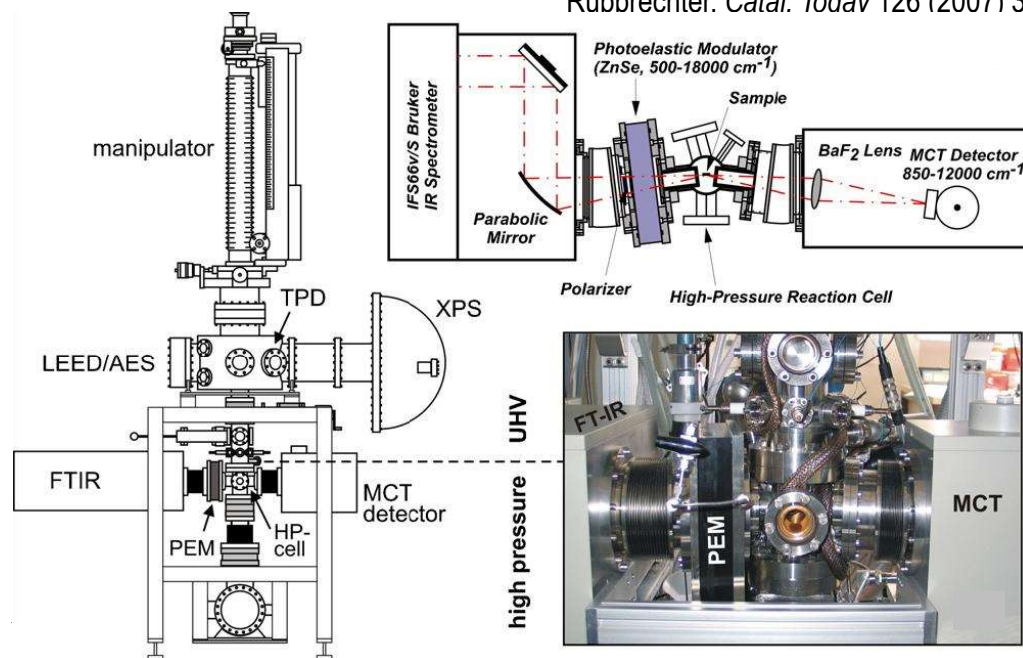 Rupprechter. Catal. Today 126 (2007) 3
Photoelastic Modulator
(ZnSe, 500-18000 cm⁻¹)
Sample
IFS66v/S Bruker
IR Spectrometer
BaF₂ Lens
MCT Detector
850-12000 cm⁻¹
Parabolic
Mirror
Polarizer
High-Pressure Reaction Cell
manipulator
TPD
XPS
LEED/AES
FTIR
PEM
HP-
cell
MCT
detector
UHV
high pressure
FT-IR
PEM
MCT